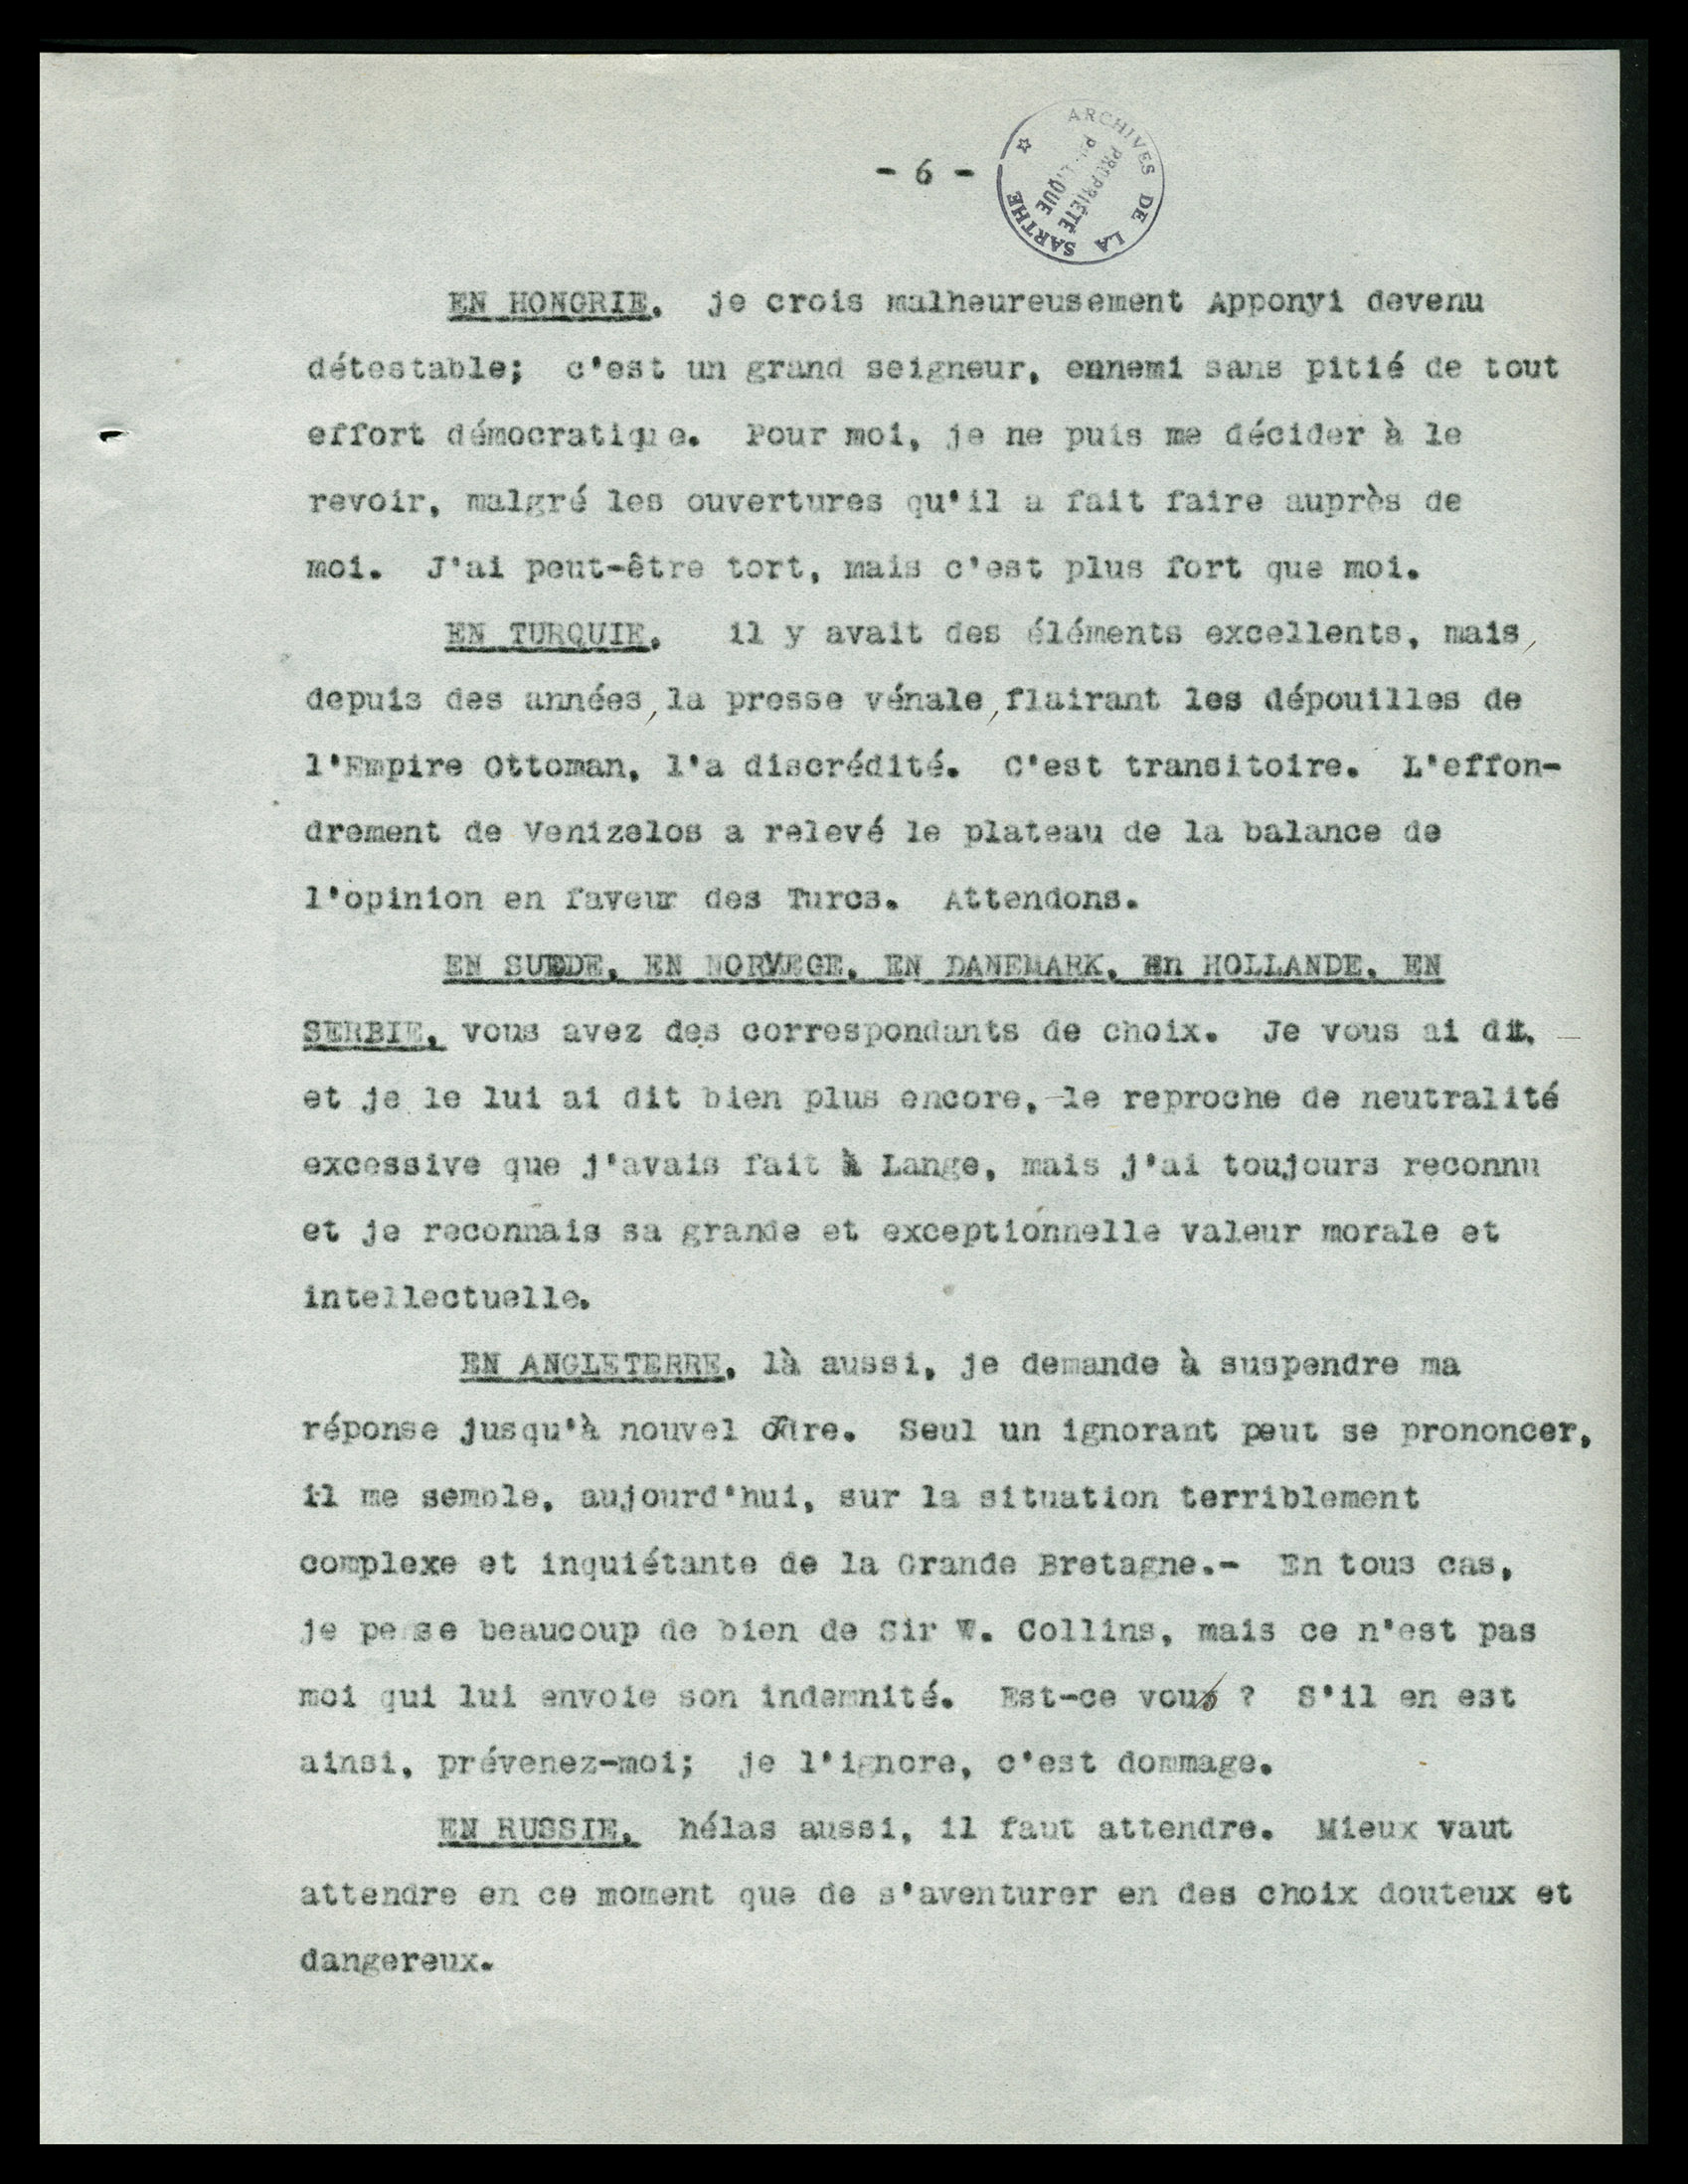 - 6 -
ARCHIVES DE LA SARTHE
PROPRIÉTÉ
EN HONGRIE, je crois malheureusement Apponyi devenu
détestable; c'est un grand seigneur, ennemi sans pitié de tout
effort démocratique. Pour moi, je ne puis me décider à le
revoir, malgré les ouvertures qu'il a fait faire auprès de
moi. J'ai peut-être tort, mais c'est plus fort que moi.
EN TURQUIE, il y avait des éléments excellents, mais,
depuis des années, la presse vénale, flairant les dépouilles de
l'Empire Ottoman, l'a discrédité. C'est transitoire. L'effon-
drement de Venizelos a relevé le plateau de la balance de
l'opinion en faveur des Turcs. Attendons.
EN SUEDE, EN NORVEGE, EN DANEMARK, En HOLLANDE, EN
SERBIE, vous avez des correspondants de choix. Je vous ai dit, —
et je le lui ai dit bien plus encore, -le reproche de neutralité
excessive que j'avais fait à Lange, mais j'ai toujours reconnu
et je reconnais sa grande et exceptionnelle valeur morale et
intellectuelle.
EN ANGLETERRE, là aussi, je demande à suspendre ma
réponse jusqu'à nouvel ordre. Seul un ignorant peut se prononcer,
il me semble, aujourd'hui, sur la situation terriblement
complexe et inquiétante de la Grande Bretagne.- En tous cas,
je pense beaucoup de bien de Sir W. Collins, mais ce n'est pas
moi qui lui envoie son indemnité. Est-ce vous ? S'il en est
ainsi, prévenez-moi; je l'ignore, c'est dommage.
EN RUSSIE, hélas aussi, il faut attendre. Mieux vaut
attendre en ce moment que de s'aventurer en des choix douteux et
dangereux.